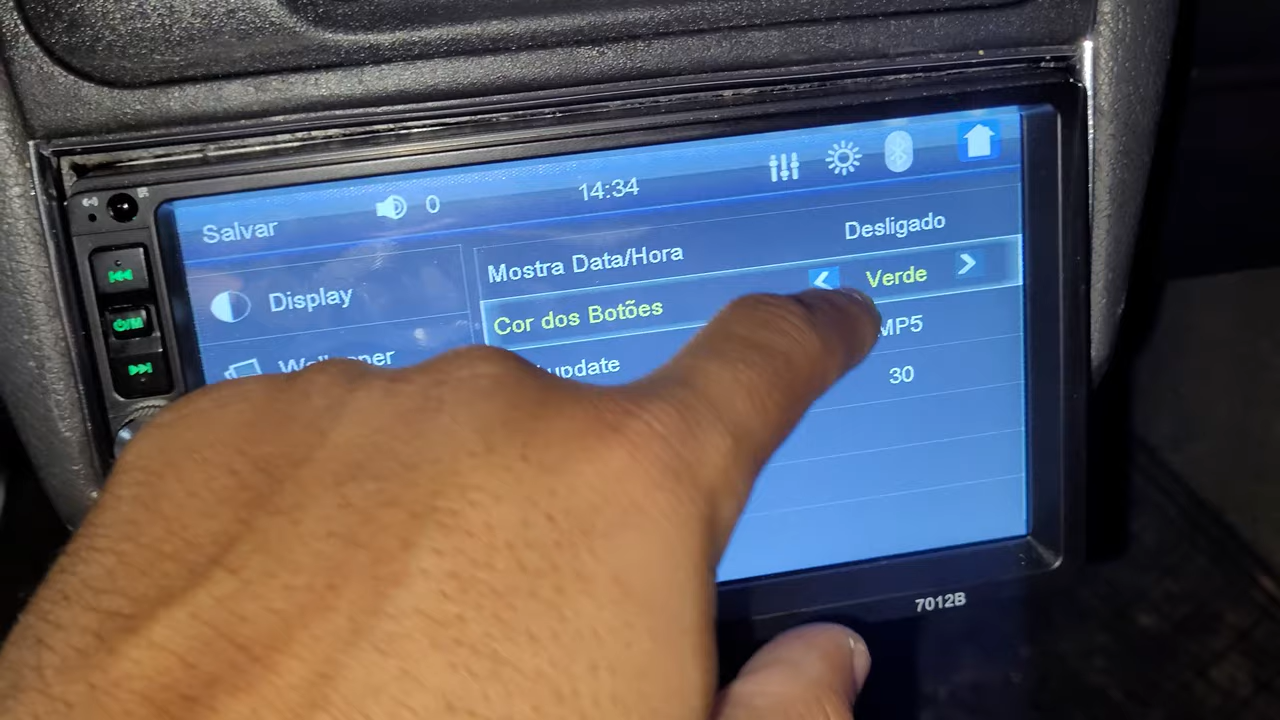 0
14:34
Salvar
Mostra Data/Hora
Desligado
Display
Cor dos Botões
Verde
update
MP5
30
7012B